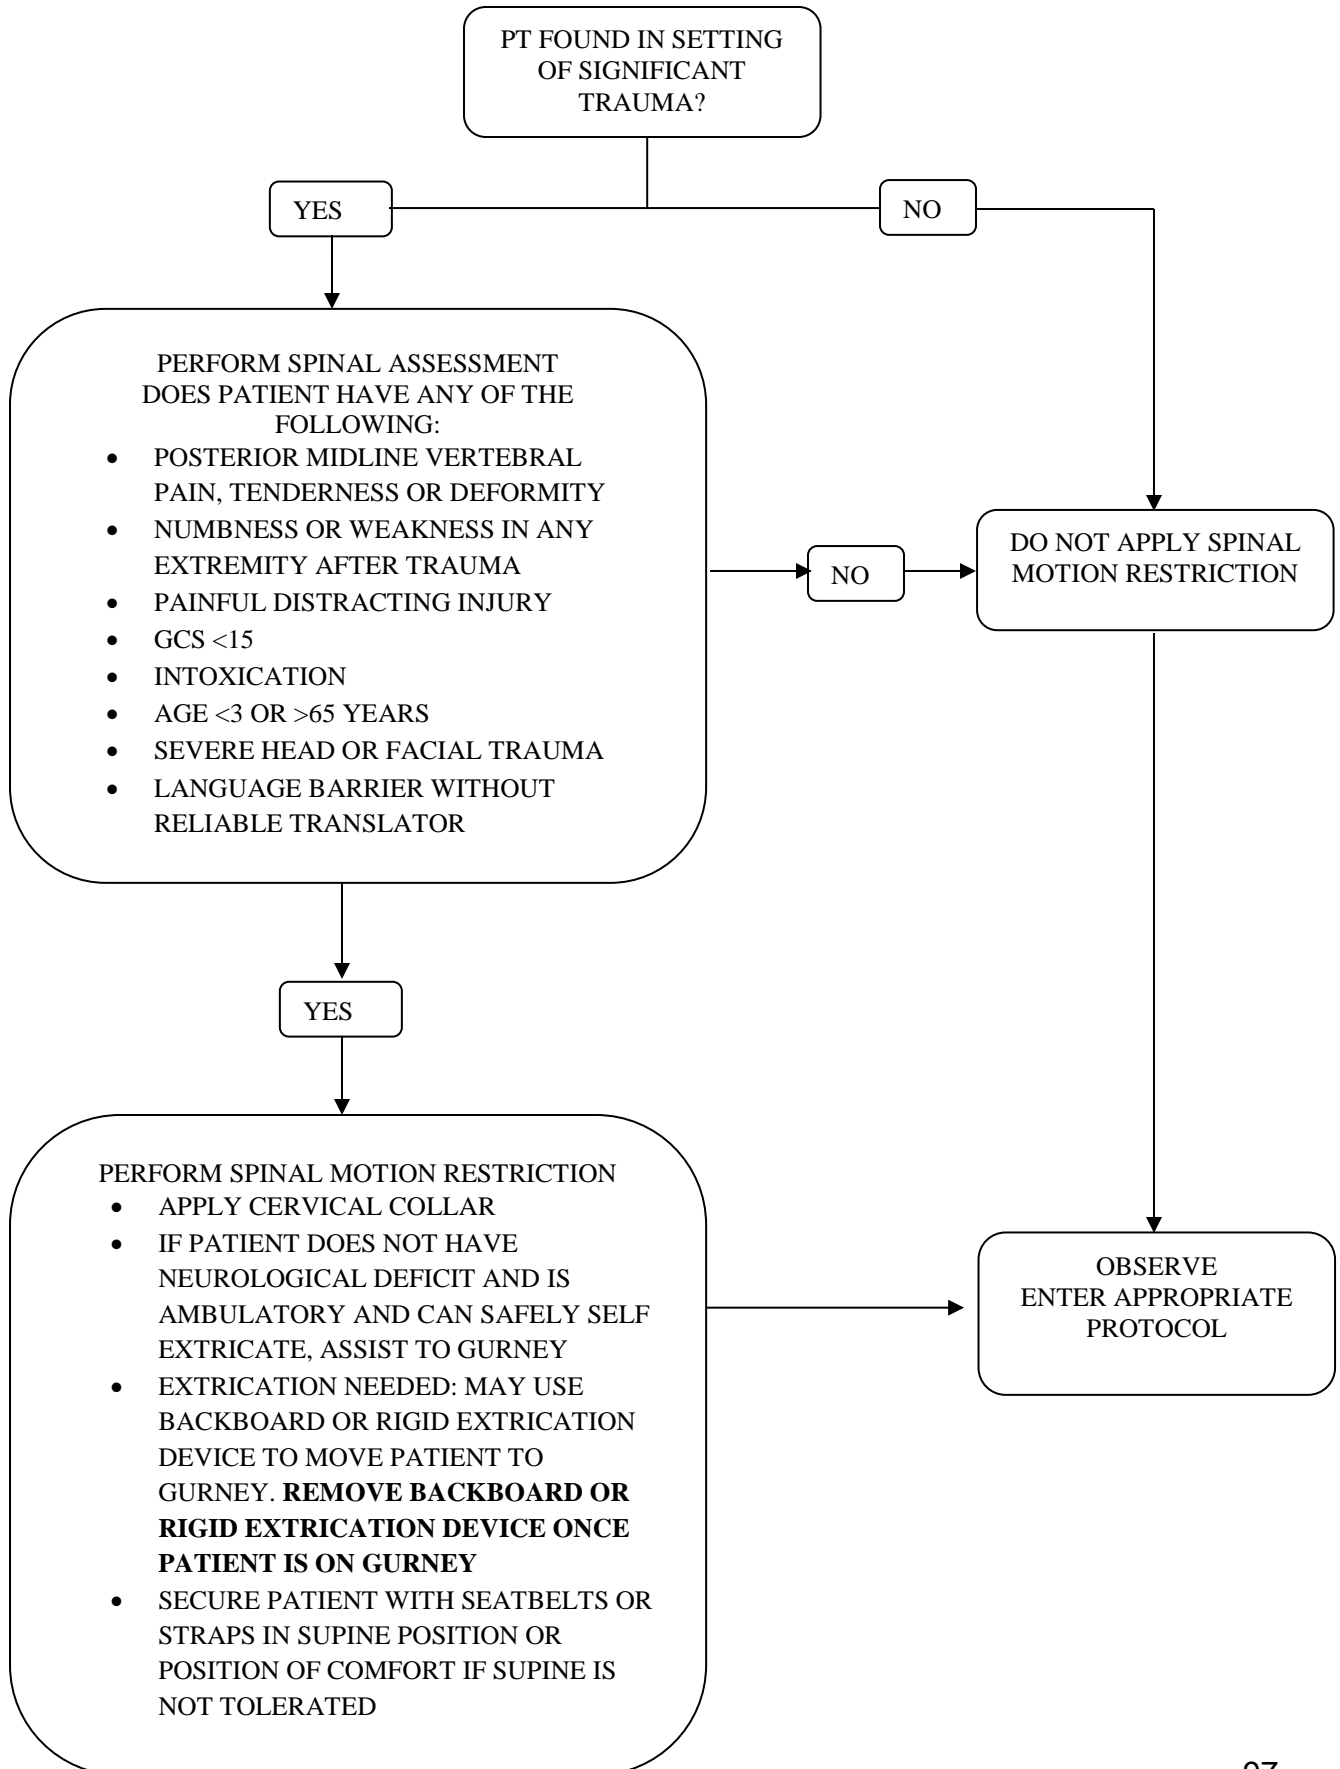 PT FOUND IN SETTING
OF SIGNIFICANT
TRAUMA?
YES
NO
PERFORM SPINAL ASSESSMENT
DOES PATIENT HAVE ANY OF THE
FOLLOWING:
• POSTERIOR MIDLINE VERTEBRAL
PAIN, TENDERNESS OR DEFORMITY
• NUMBNESS OR WEAKNESS IN ANY
EXTREMITY AFTER TRAUMA
• PAINFUL DISTRACTING INJURY
• GCS <15
• INTOXICATION
• AGE <3 OR >65 YEARS
• SEVERE HEAD OR FACIAL TRAUMA
• LANGUAGE BARRIER WITHOUT
RELIABLE TRANSLATOR
NO
DO NOT APPLY SPINAL
MOTION RESTRICTION
YES
PERFORM SPINAL MOTION RESTRICTION
• APPLY CERVICAL COLLAR
• IF PATIENT DOES NOT HAVE
NEUROLOGICAL DEFICIT AND IS
AMBULATORY AND CAN SAFELY SELF
EXTRICATE, ASSIST TO GURNEY
• EXTRICATION NEEDED: MAY USE
BACKBOARD OR RIGID EXTRICATION
DEVICE TO MOVE PATIENT TO
GURNEY. REMOVE BACKBOARD OR
RIGID EXTRICATION DEVICE ONCE
PATIENT IS ON GURNEY
• SECURE PATIENT WITH SEATBELTS OR
STRAPS IN SUPINE POSITION OR
POSITION OF COMFORT IF SUPINE IS
NOT TOLERATED
OBSERVE
ENTER APPROPRIATE
PROTOCOL